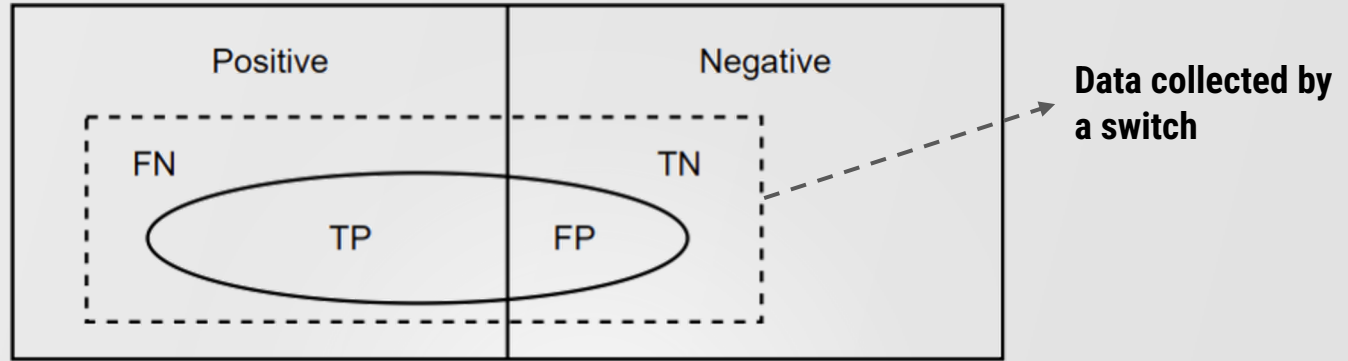 Positive
Negative
Data collected by
a switch
FN
TN
TP
FP